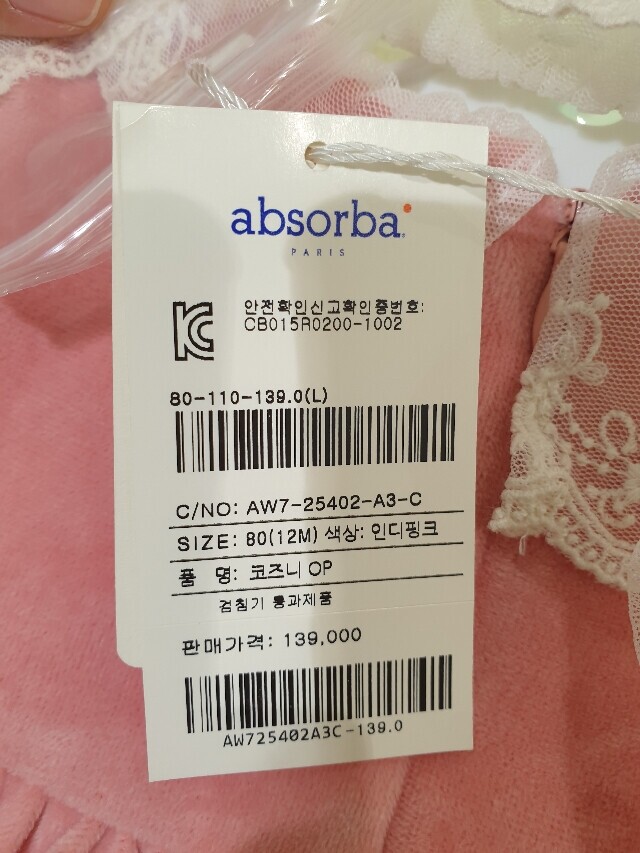 absorba
PARIS
안전확인신고확인증번호:
CB015R0200-1002
80-110-139.0(L)
C/NO: AW7-25402-A3-C
SIZE: 80(12M) 색상: 인디핑크
품 명: 코즈니 OP
검침기 통과제품
판매가격: 139,000
AW725402A3C-139.0